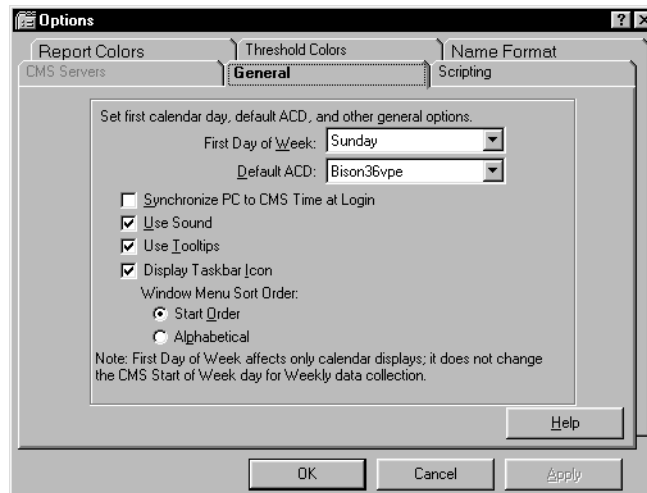 Options
Report Colors
Threshold Colors
Name Format
CMS Servers
General
Scripting
Set first calendar day, default ACD, and other general options.
First Day of Week: Sunday
Default ACD: Bison36vpe
Synchronize PC to CMS Time at Login
Use Sound
Use Tooltips
Display Taskbar Icon
Window Menu Sort Order:
Start Order
Alphabetical
Note: First Day of Week affects only calendar displays; it does not change
the CMS Start of Week day for Weekly data collection.
Help
OK
Cancel
Apply